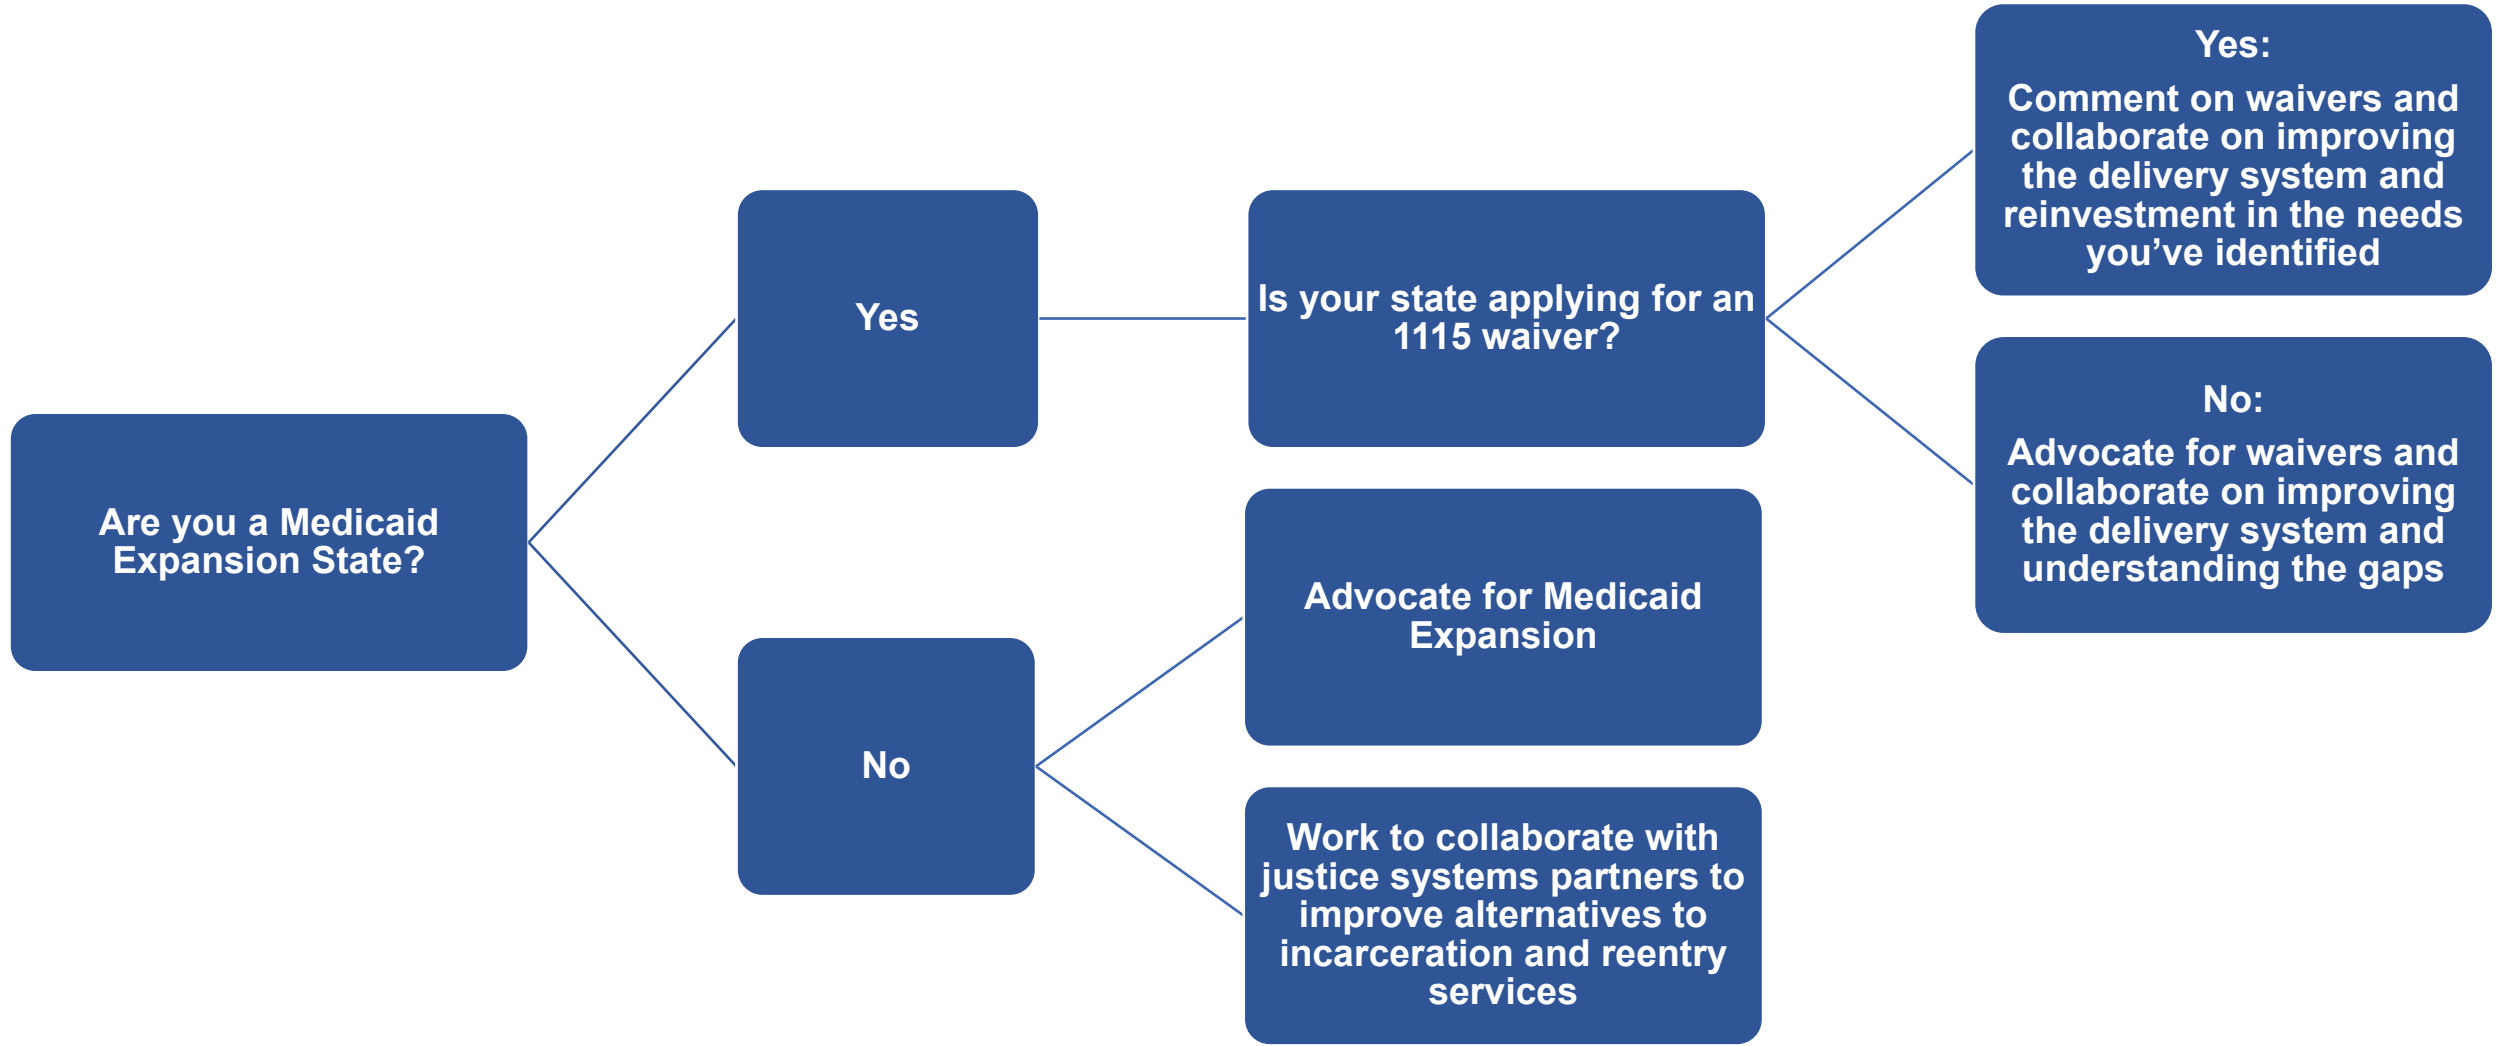 Are you a Medicaid
Expansion State?
Yes
Is your state applying for an
1115 waiver?
Yes:
Comment on waivers and
collaborate on improving
the delivery system and
reinvestment in the needs
you’ve identified
No:
Advocate for waivers and
collaborate on improving
the delivery system and
understanding the gaps
No
Advocate for Medicaid
Expansion
Work to collaborate with
justice systems partners to
improve alternatives to
incarceration and reentry
services